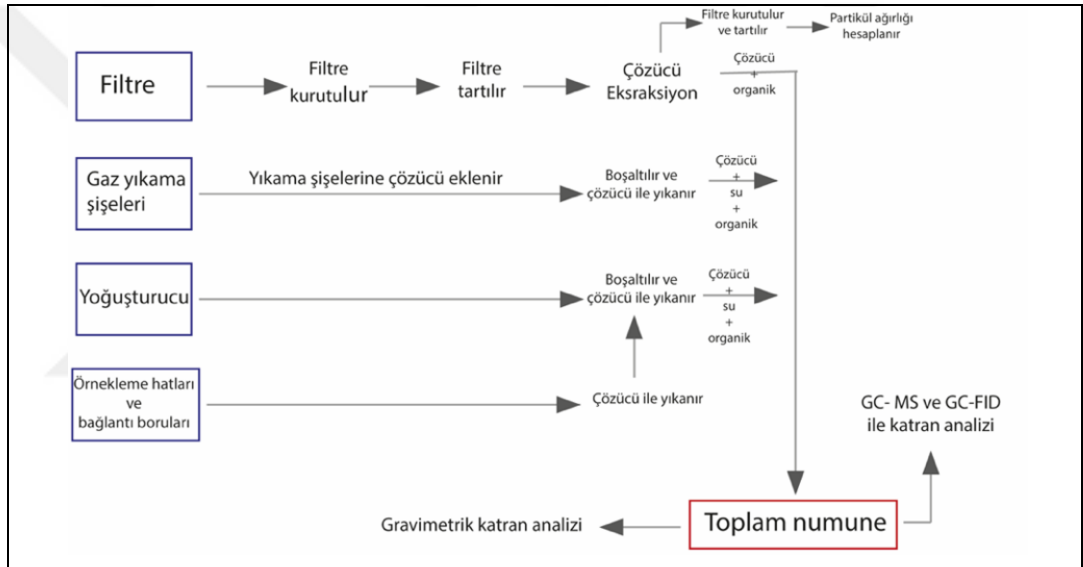 Filtre kurutulur
ve tartılır
Partikül ağırlığı
hesaplanır
Filtre
Filtre
kurutulur
Filtre
tartılır
Çözücü
Eksraksiyon
Çözücü
+
organik
Gaz yıkama
şişeleri
Yıkama şişelerine çözücü eklenir
Boşaltılır ve
çözücü ile yıkanır
Çözücü
+
su
+
organik
Yoğuşturucu
Boşaltılır ve
çözücü ile yıkanır
Çözücü
+
su
+
organik
Örnekleme hatları
ve
bağlantı boruları
Çözücü ile yıkanır
GC- MS ve GC-FID
ile katran analizi
Gravimetrik katran analizi
Toplam numune